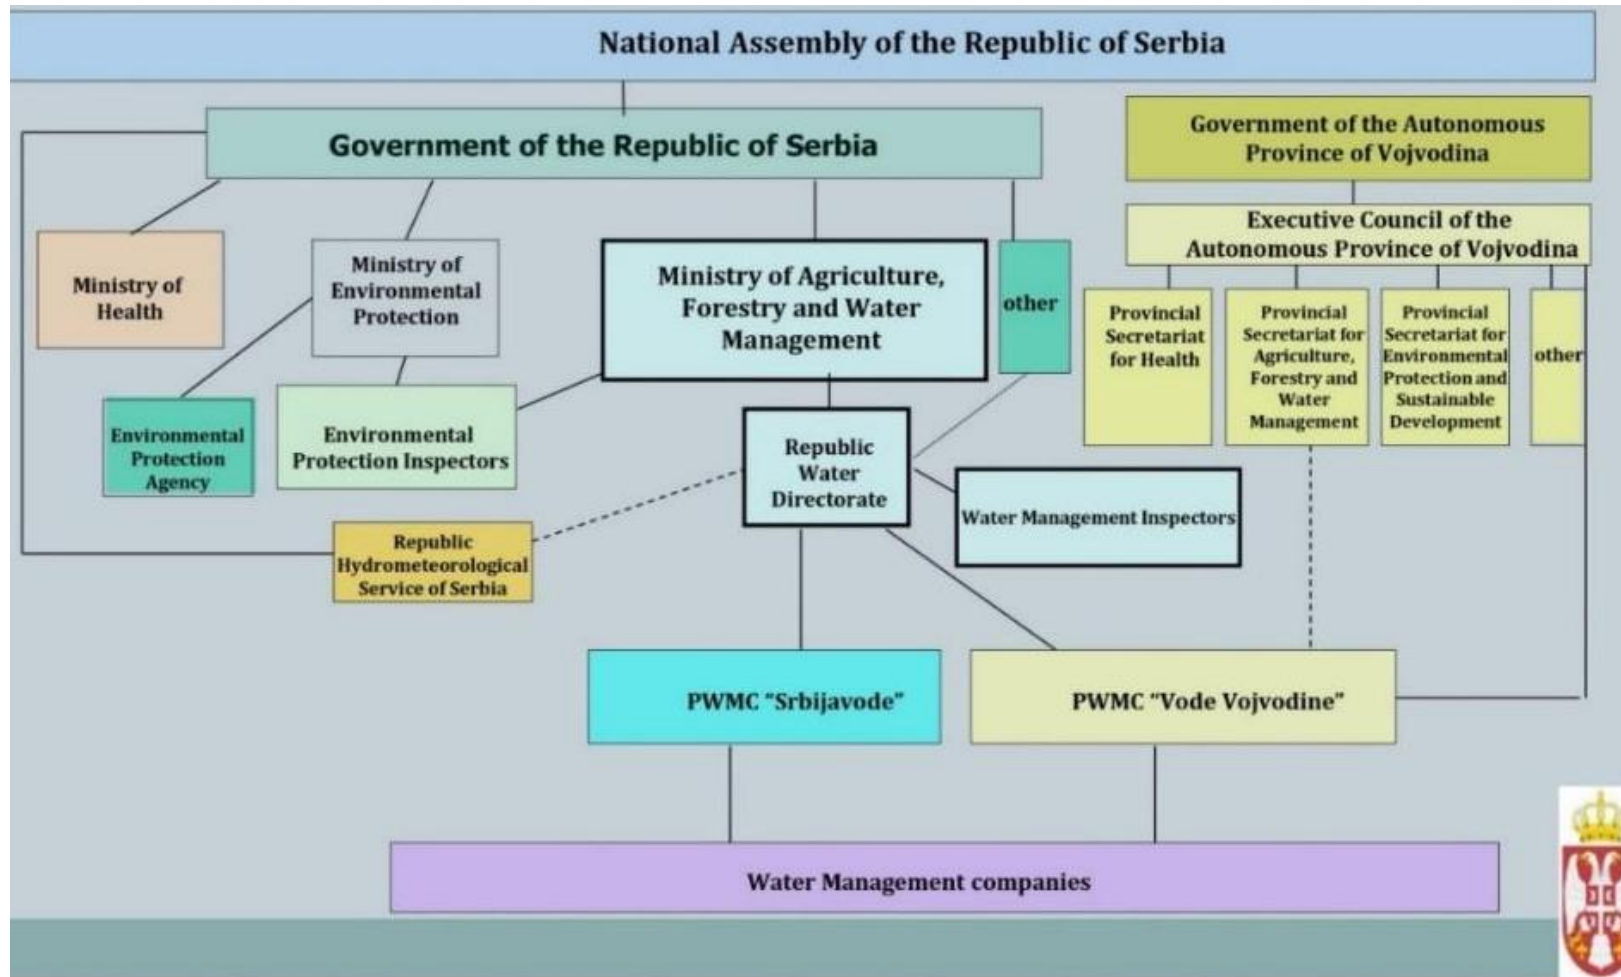 National Assembly of the Republic of Serbia
Government of the Republic of Serbia
Government of the Autonomous
Province of Vojvodina
Executive Council of the
Autonomous Province of Vojvodina
Ministry of
Health
Ministry of
Environmental
Protection
Ministry of Agriculture,
Forestry and Water
Management
other
Provincial
Secretariat
for Health
Provincial
Secretariat for
Agriculture,
Forestry and
Water
Management
Provincial
Secretariat for
Environmental
Protection and
Sustainable
Development
other
Environmental
Protection
Agency
Environmental
Protection Inspectors
Republic
Water
Directorate
Water Management Inspectors
Republic
Hydrometeorological
Service of Serbia
PWMC “Srbijavode”
PWMC “Vode Vojvodine”
Water Management companies